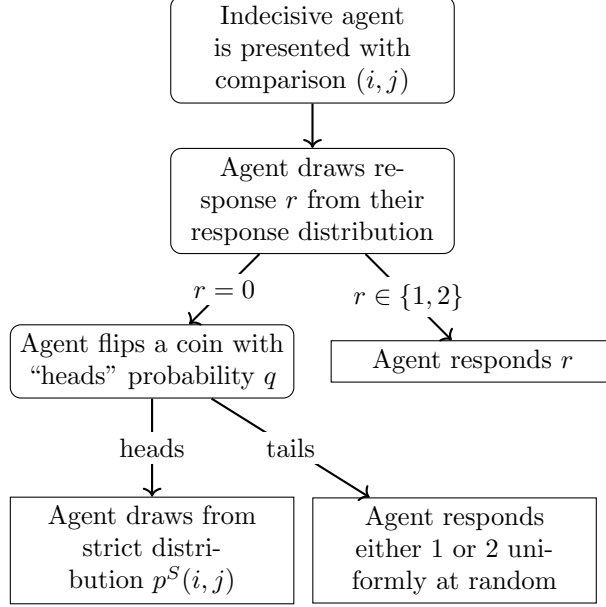 Indecisive agent
is presented with
comparison (i, j)
Agent draws re-
sponse r from their
response distribution
r = 0
r ∈ {1, 2}
Agent flips a coin with
“heads” probability q
Agent responds r
heads
tails
Agent draws from
strict distri-
bution p^S(i, j)
Agent responds
either 1 or 2 uni-
formly at random